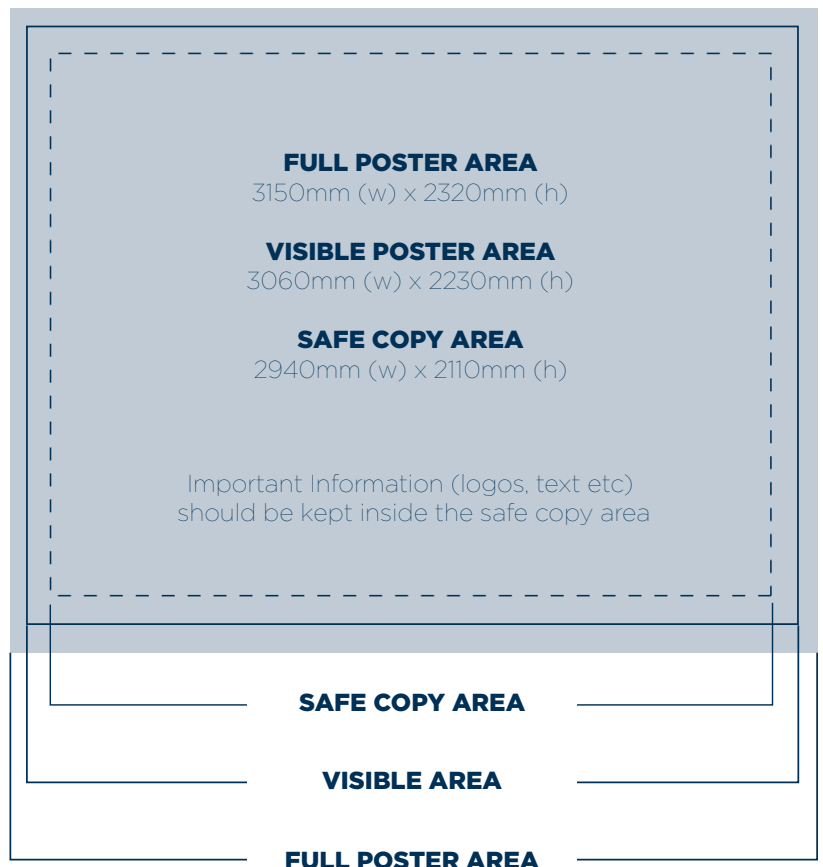 FULL POSTER AREA
3150mm (w) x 2320mm (h)
VISIBLE POSTER AREA
3060mm (w) x 2230mm (h)
SAFE COPY AREA
2940mm (w) x 2110mm (h)
Important Information (logos, text etc)
should be kept inside the safe copy area
SAFE COPY AREA
VISIBLE AREA
FULL POSTER AREA